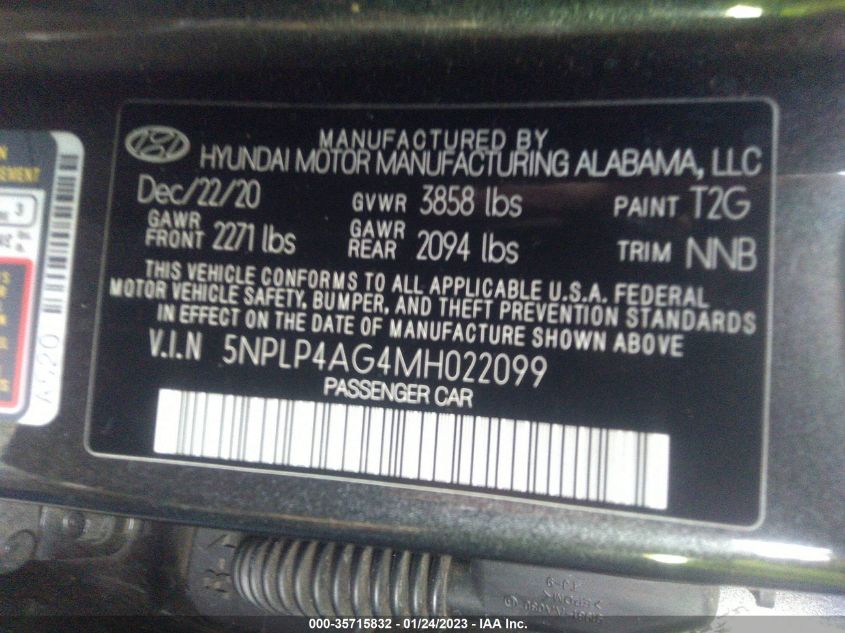 MANUFACTURED BY
HYUNDAI MOTOR MANUFACTURING ALABAMA, LLC
Dec/22/20 GVWR 3858 lbs PAINT T2G
GAWR FRONT 2271 lbs GAWR REAR 2094 lbs TRIM NNB
THIS VEHICLE CONFORMS TO ALL APPLICABLE U.S.A. FEDERAL
MOTOR VEHICLE SAFETY, BUMPER, AND THEFT PREVENTION STANDARDS
IN EFFECT ON THE DATE OF MANUFACTURE SHOWN ABOVE
V.I.N 5NPLP4AG4MH022099
PASSENGER CAR
3
000-35715832 - 01/24/2023 - IAA Inc.